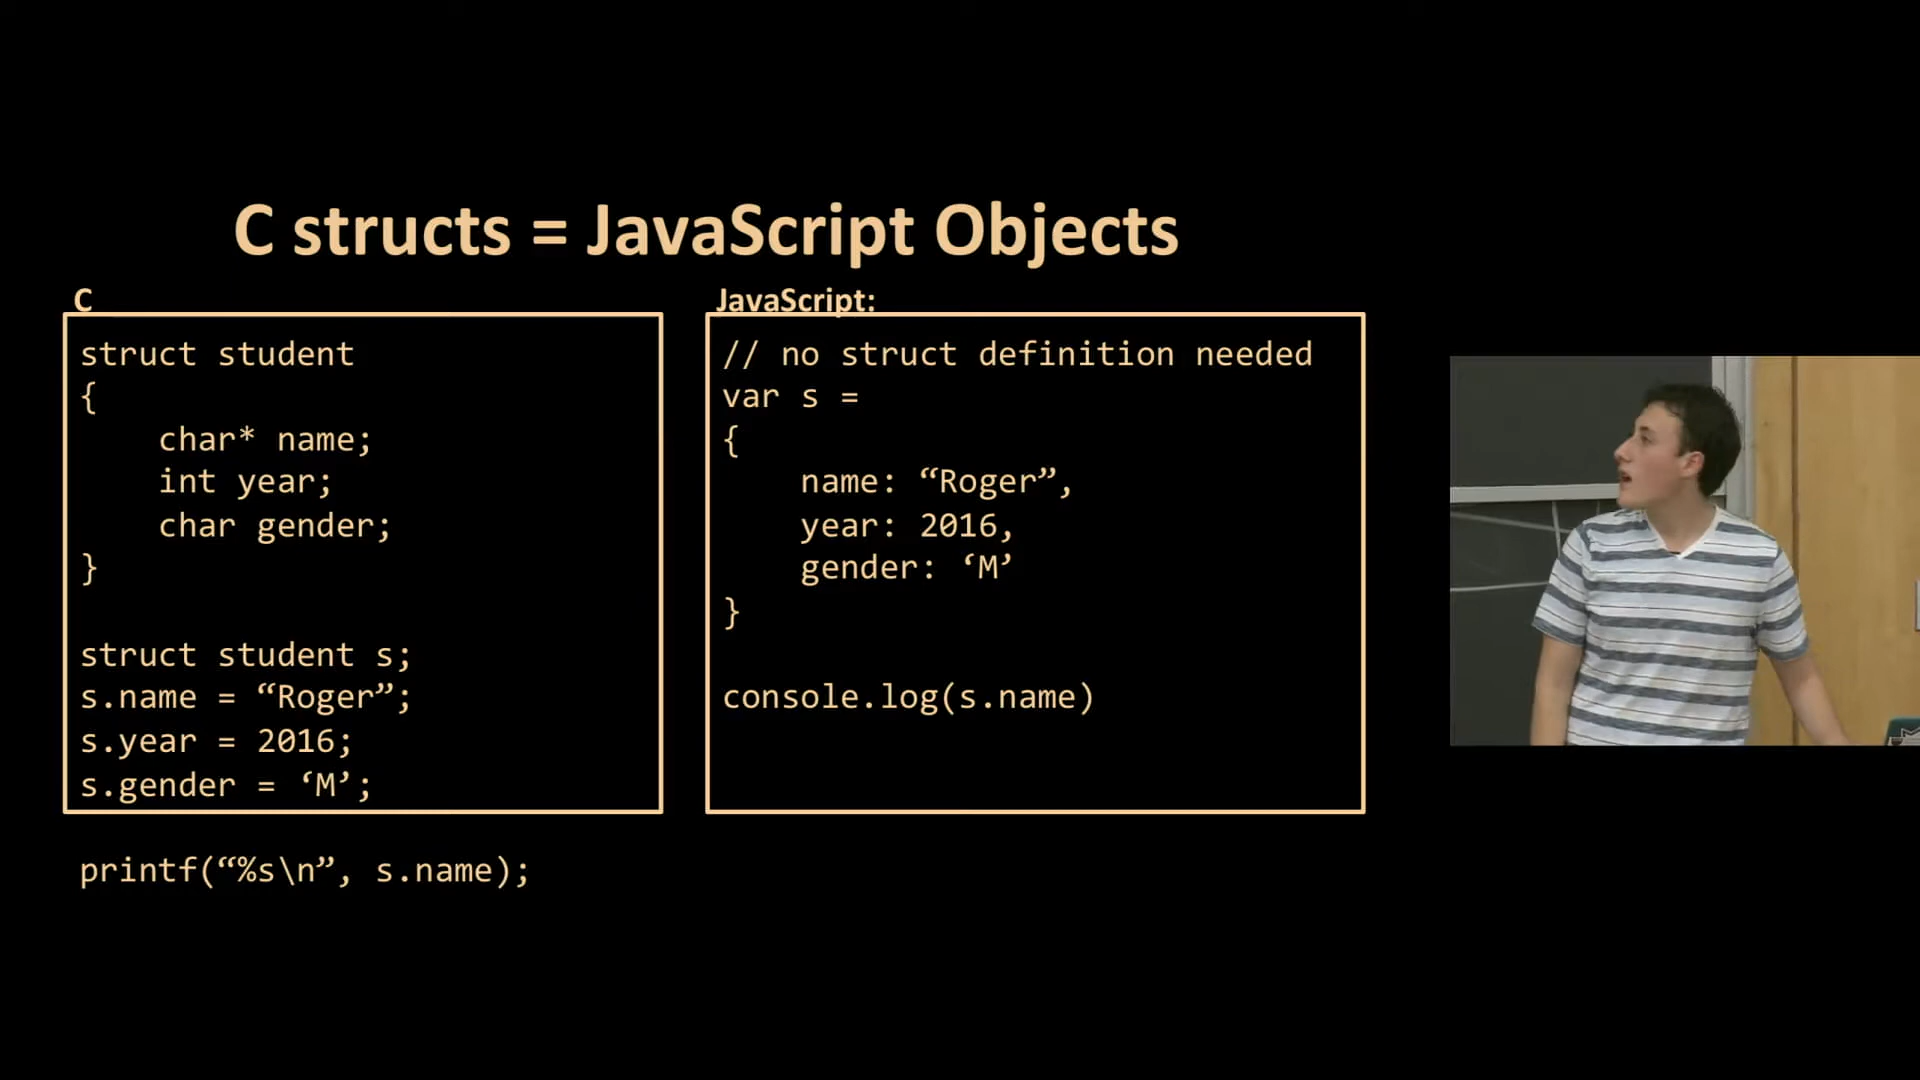 C structs = JavaScript Objects
C
struct student
{
    char* name;
    int year;
    char gender;
}

struct student s;
s.name = “Roger”;
s.year = 2016;
s.gender = ‘M’;

printf(“%s\n”, s.name);
JavaScript:
// no struct definition needed
var s =
{
    name: “Roger”,
    year: 2016,
    gender: ‘M’
}

console.log(s.name)